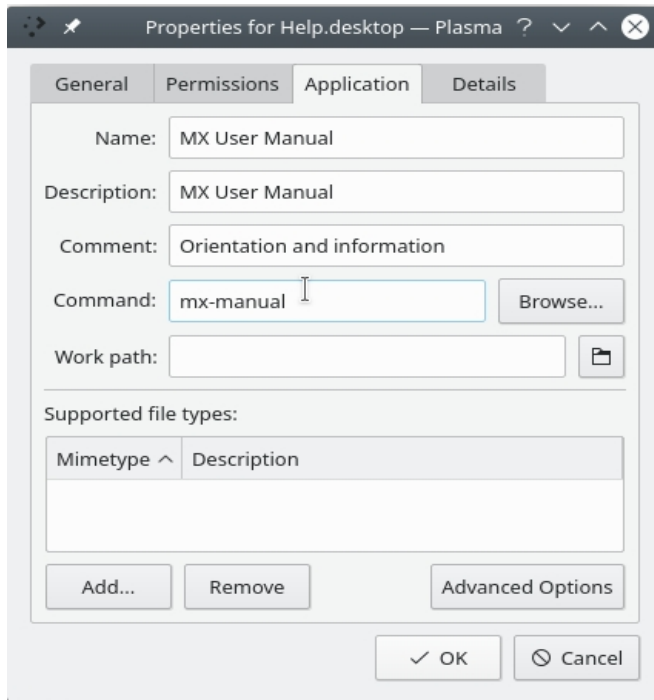 Properties for Help.desktop — Plasma ?
General Permissions Application Details
Name: MX User Manual
Description: MX User Manual
Comment: Orientation and information
Command: mx-manual Browse...
Work path:
Supported file types:
Mimetype Description
Add... Remove Advanced Options
OK Cancel